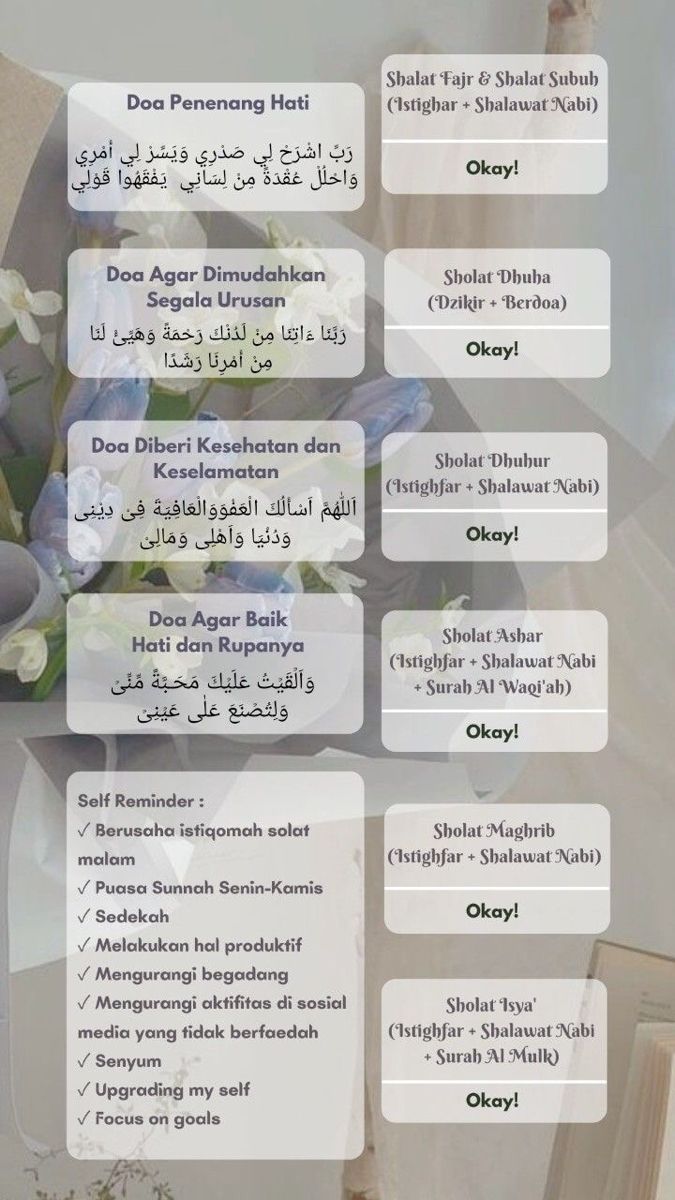 Doa Penenang Hati
رَبِّ اشْرَحْ لِي صَدْرِي وَيَسِّرْ لِي أَمْرِي
وَاحْلُلْ عُقْدَةً مِنْ لِسَانِي يَفْقَهُوا قَوْلِي
Doa Agar Dimudahkan
Segala Urusan
رَبَّنَا ءَاتِنَا مِنْ لَدُنْكَ رَحْمَةً وَهَيِّئْ لَنَا
مِنْ أَمْرِنَا رَشَدًا
Doa Diberi Kesehatan dan
Keselamatan
اَللّٰهُمَّ اَسْأَلُكَ الْعَفْوَوَالْعَافِيَةَ فِىْ دِيْنِى
وَدُنْيَا وَاَهْلِى وَمَالِىْ
Doa Agar Baik
Hati dan Rupanya
وَاَلْقَيْتُ عَلَيْكَ مَحَبَّةً مِّنِّيْ
وَلِتُصْنَعَ عَلٰى عَيْنِيْ
Self Reminder :
✓ Berusaha istiqomah solat
malam
✓ Puasa Sunnah Senin-Kamis
✓ Sedekah
✓ Melakukan hal produktif
✓ Mengurangi begadang
✓ Mengurangi aktifitas di sosial
media yang tidak berfaedah
✓ Senyum
✓ Upgrading my self
✓ Focus on goals
Shalat Fajr & Shalat Subuh
(Istighar + Shalawat Nabi)
Okay!
Sholat Dhuha
(Dzikir + Berdoa)
Okay!
Sholat Dhuhur
(Istighfar + Shalawat Nabi)
Okay!
Sholat Ashar
(Istighfar + Shalawat Nabi
+ Surah Al Waqi'ah)
Okay!
Sholat Maghrib
(Istighfar + Shalawat Nabi)
Okay!
Sholat Isya'
(Istighfar + Shalawat Nabi
+ Surah Al Mulk)
Okay!